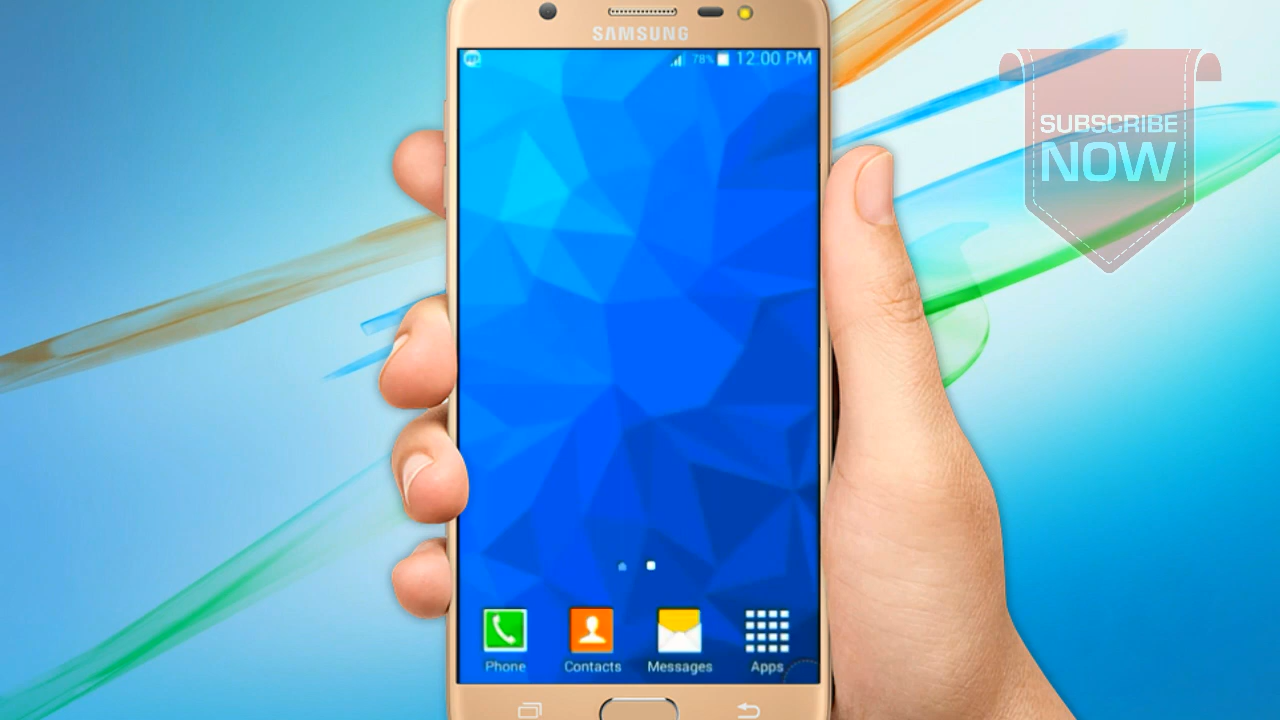 SAMSUNG
78% 12:00 PM
SUBSCRIBE
NOW
Phone Contacts Messages Apps